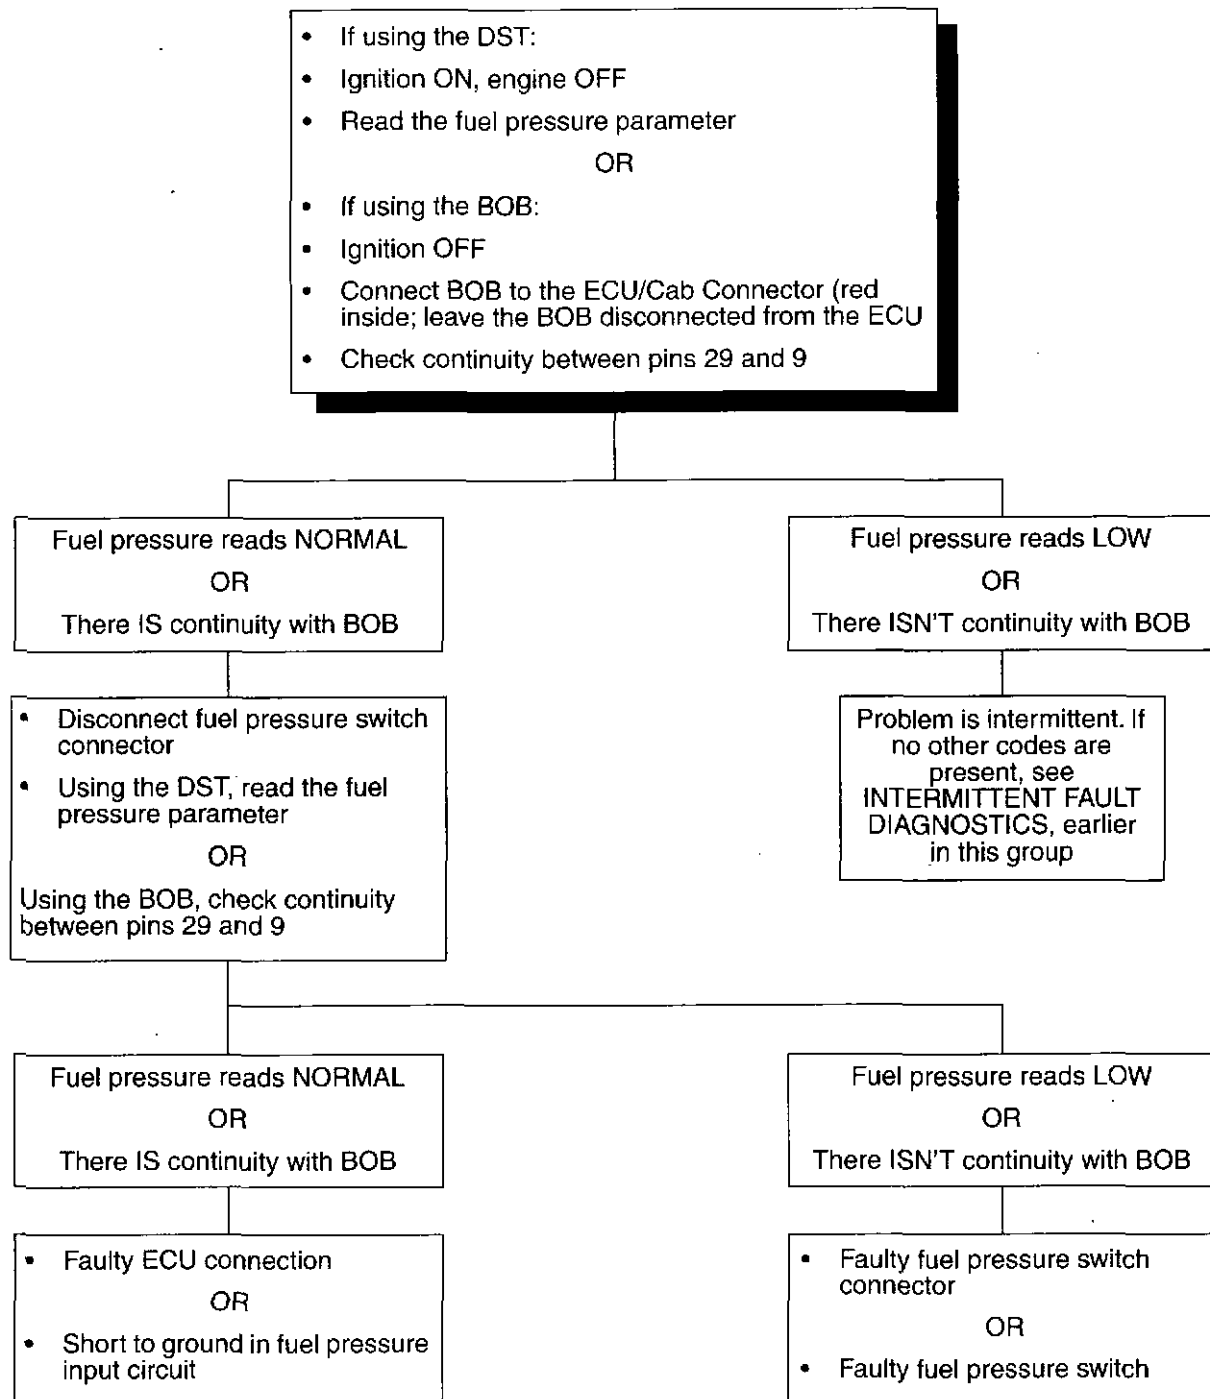 • If using the DST:
• Ignition ON, engine OFF
• Read the fuel pressure parameter
OR
• If using the BOB:
• Ignition OFF
• Connect BOB to the ECU/Cab Connector (red
inside; leave the BOB disconnected from the ECU
• Check continuity between pins 29 and 9
Fuel pressure reads NORMAL
OR
There IS continuity with BOB
Fuel pressure reads LOW
OR
There ISN'T continuity with BOB
• Disconnect fuel pressure switch
connector
• Using the DST, read the fuel
pressure parameter
OR
Using the BOB, check continuity
between pins 29 and 9
Problem is intermittent. If
no other codes are
present, see
INTERMITTENT FAULT
DIAGNOSTICS, earlier
in this group
Fuel pressure reads NORMAL
OR
There IS continuity with BOB
Fuel pressure reads LOW
OR
There ISN'T continuity with BOB
• Faulty ECU connection
OR
• Short to ground in fuel pressure
input circuit
• Faulty fuel pressure switch
connector
OR
• Faulty fuel pressure switch